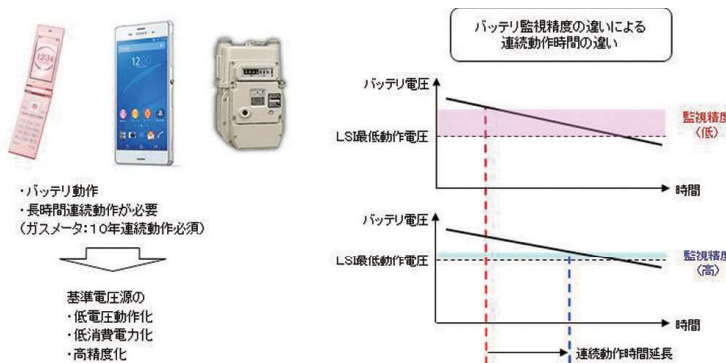 ・バッテリ動作
・長時間連続動作が必要
(ガスメータ:10年連続動作必須)
基準電圧源の
・低電圧動作化
・低消費電力化
・高精度化
バッテリ監視精度の違いによる
連続動作時間の違い
バッテリ電圧
LSI最低動作電圧
監視精度
(低)
時間
バッテリ電圧
LSI最低動作電圧
監視精度
(高)
時間
連続動作時間延長